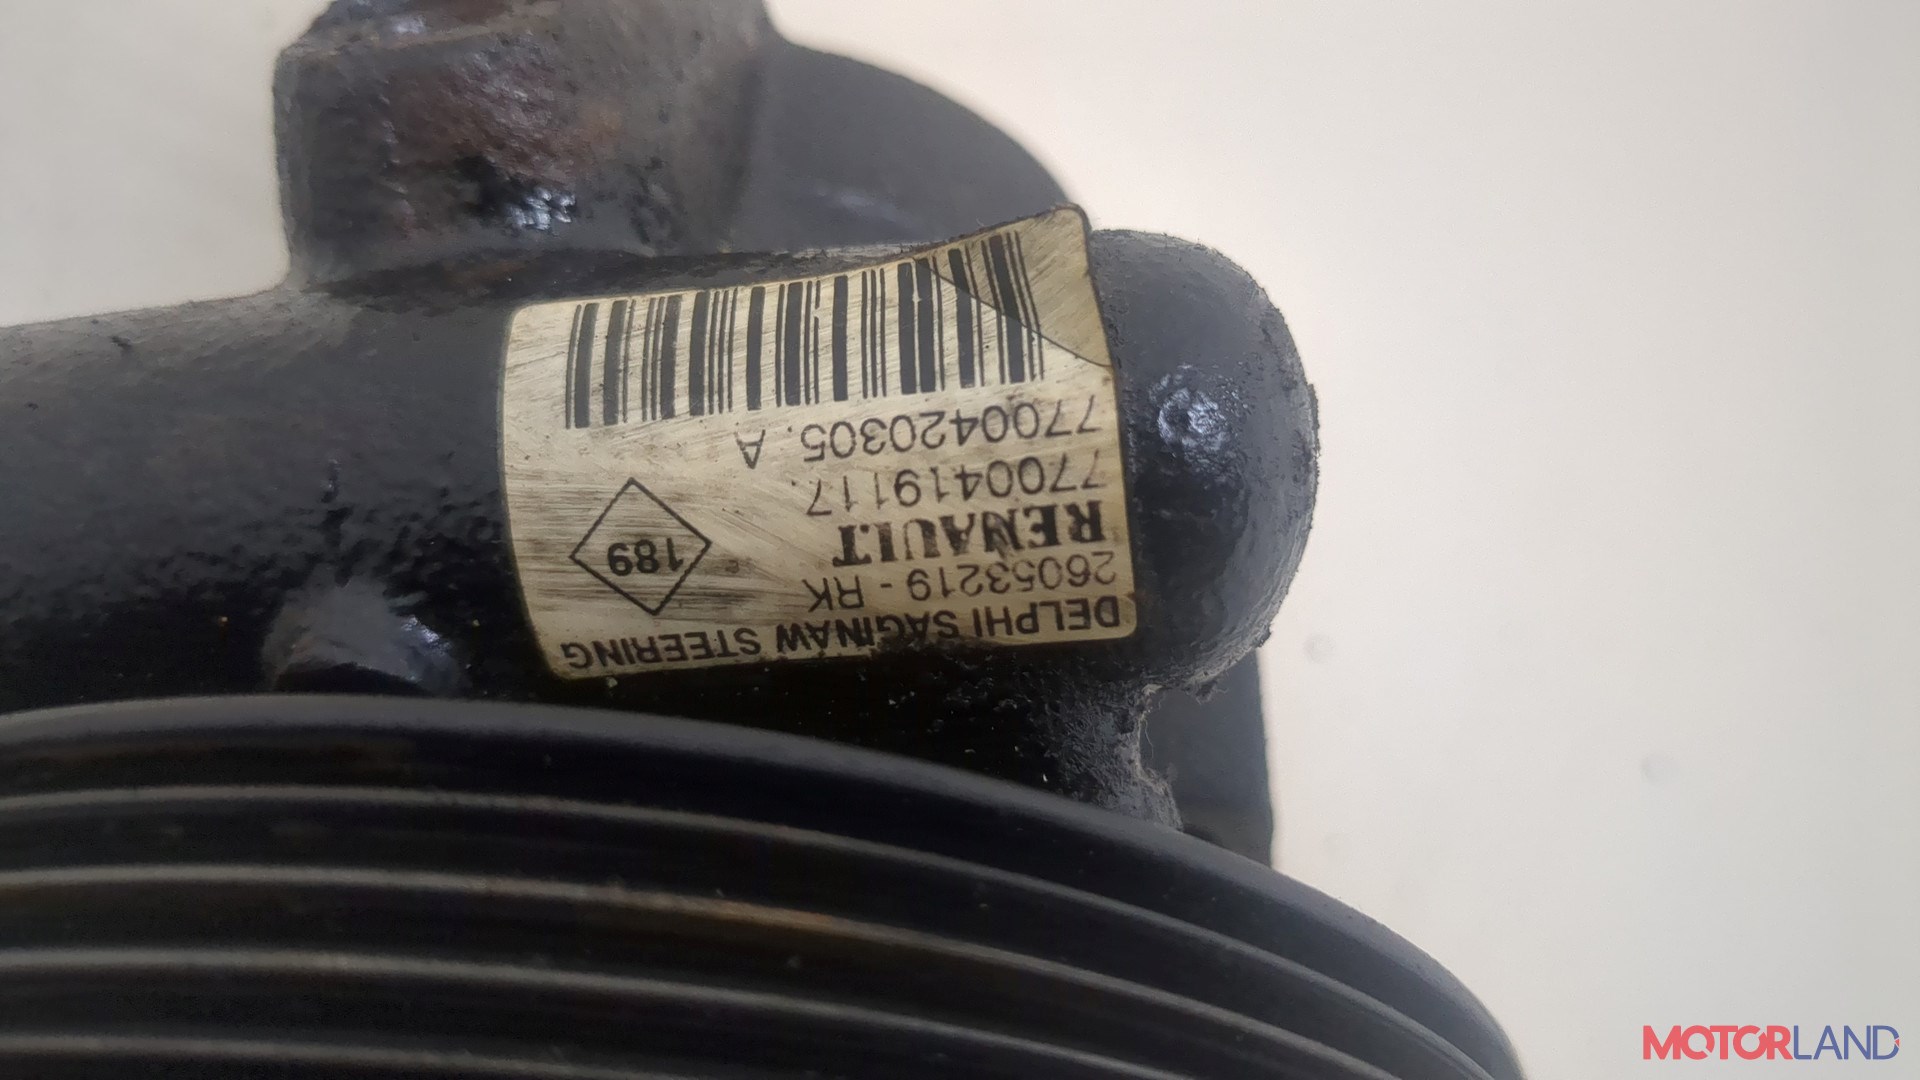 DELPHI SAGINAW STEERING
26053219 - RK
RENAULT
189
7700419117.
7700420305. A
MOTORLAND